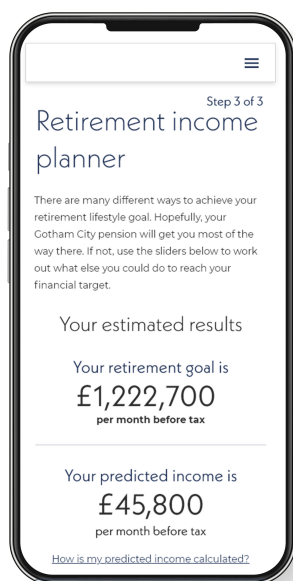 Step 3 of 3
Retirement income
planner
There are many different ways to achieve your
retirement lifestyle goal. Hopefully, your
Gotham City pension will get you most of the
way there. If not, use the sliders below to work
out what else you could do to reach your
financial target.
Your estimated results
Your retirement goal is
£1,222,700
per month before tax
Your predicted income is
£45,800
per month before tax
How is my predicted income calculated?